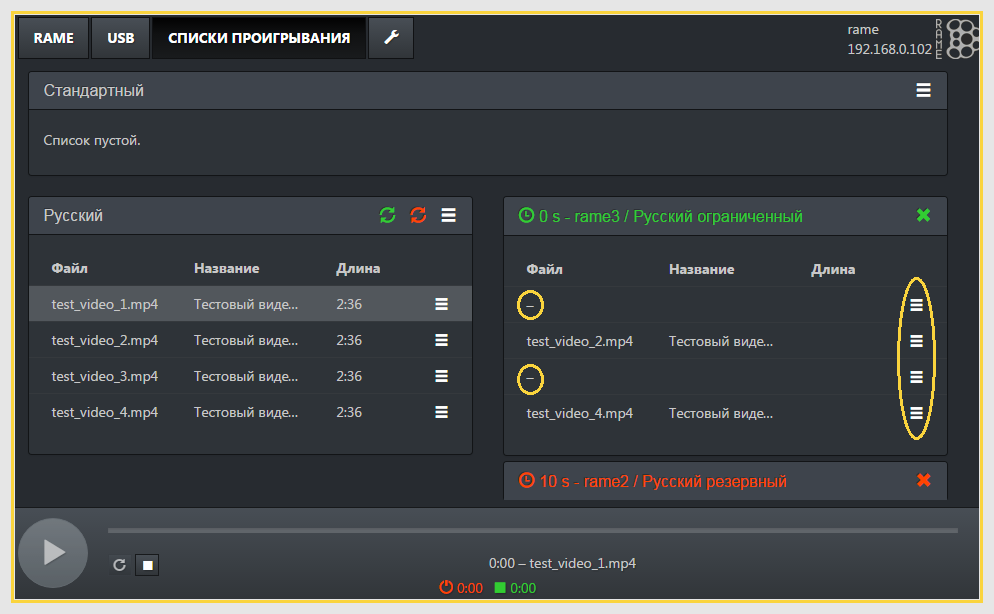 RAME USB СПИСКИ ПРОИГРЫВАНИЯ
rame
192.168.0.102
RAME
Стандартный
Список пустой.
Русский
Файл Название Длина
test_video_1.mp4 Тестовый виде... 2:36
test_video_2.mp4 Тестовый виде... 2:36
test_video_3.mp4 Тестовый виде... 2:36
test_video_4.mp4 Тестовый виде... 2:36
0 s - rame3 / Русский ограниченный
Файл Название Длина
–
test_video_2.mp4 Тестовый виде...
–
test_video_4.mp4 Тестовый виде...
10 s - rame2 / Русский резервный
0:00 – test_video_1.mp4
0:00 0:00